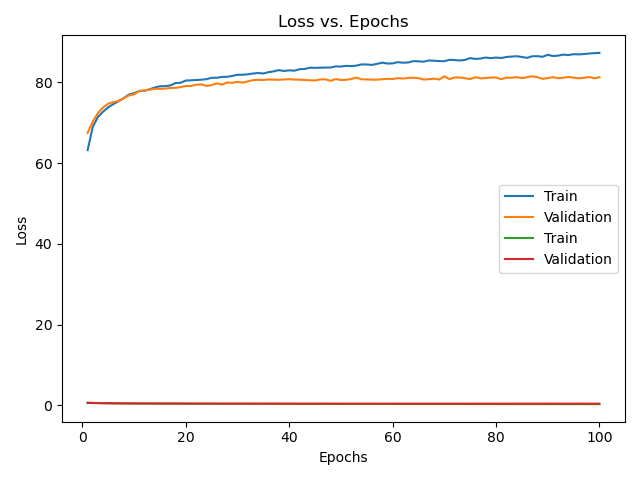 Loss vs. Epochs
Loss
80
60
40
20
0
Train
Validation
Train
Validation
0 20 40 60 80 100
Epochs